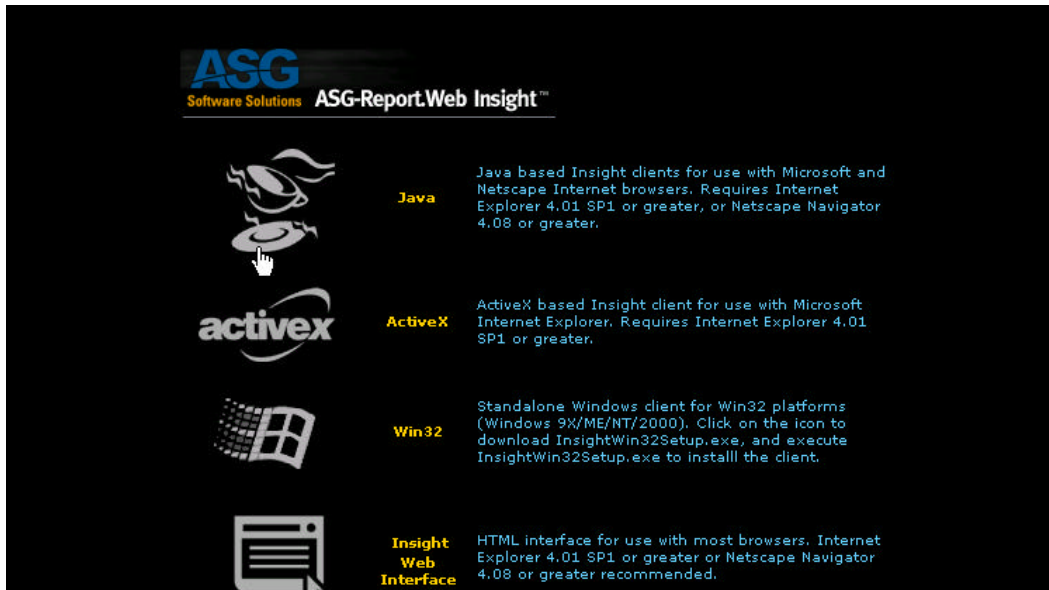 ASG
Software Solutions ASG-Report.Web Insight™
Java
Java based Insight clients for use with Microsoft and
Netscape Internet browsers. Requires Internet
Explorer 4.01 SP1 or greater, or Netscape Navigator
4.08 or greater.
activex
ActiveX
ActiveX based Insight client for use with Microsoft
Internet Explorer. Requires Internet Explorer 4.01
SP1 or greater.
Win32
Standalone Windows client for Win32 platforms
(Windows 9X/ME/NT/2000). Click on the icon to
download InsightWin32Setup.exe, and execute
InsightWin32Setup.exe to installl the client.
Insight
Web
Interface
HTML interface for use with most browsers. Internet
Explorer 4.01 SP1 or greater or Netscape Navigator
4.08 or greater recommended.